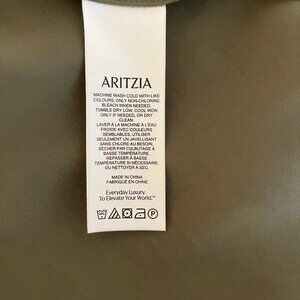 ARITZIA
MACHINE WASH COLD WITH LIKE
COLOURS, ONLY NON-CHLORINE
BLEACH WHEN NEEDED,
TUMBLE DRY LOW, COOL IRON
ONLY IF NEEDED, OR DRY
CLEAN.
LAVER À LA MACHINE À L'EAU
FROIDE AVEC COULEURS
SEMBLABLES, UTILISER
SEULEMENT UN JAVELLISANT
SANS CHLORE AU BESOIN,
SÉCHER PAR CULBUTAGE À
BASSE TEMPÉRATURE,
REPASSER À BASSE
TEMPÉRATURE SI NÉCESSAIRE,
OU NETTOYER À SEC.
MADE IN CHINA
FABRIQUÉ EN CHINE
Everyday Luxury.
To Elevate Your World.™
P